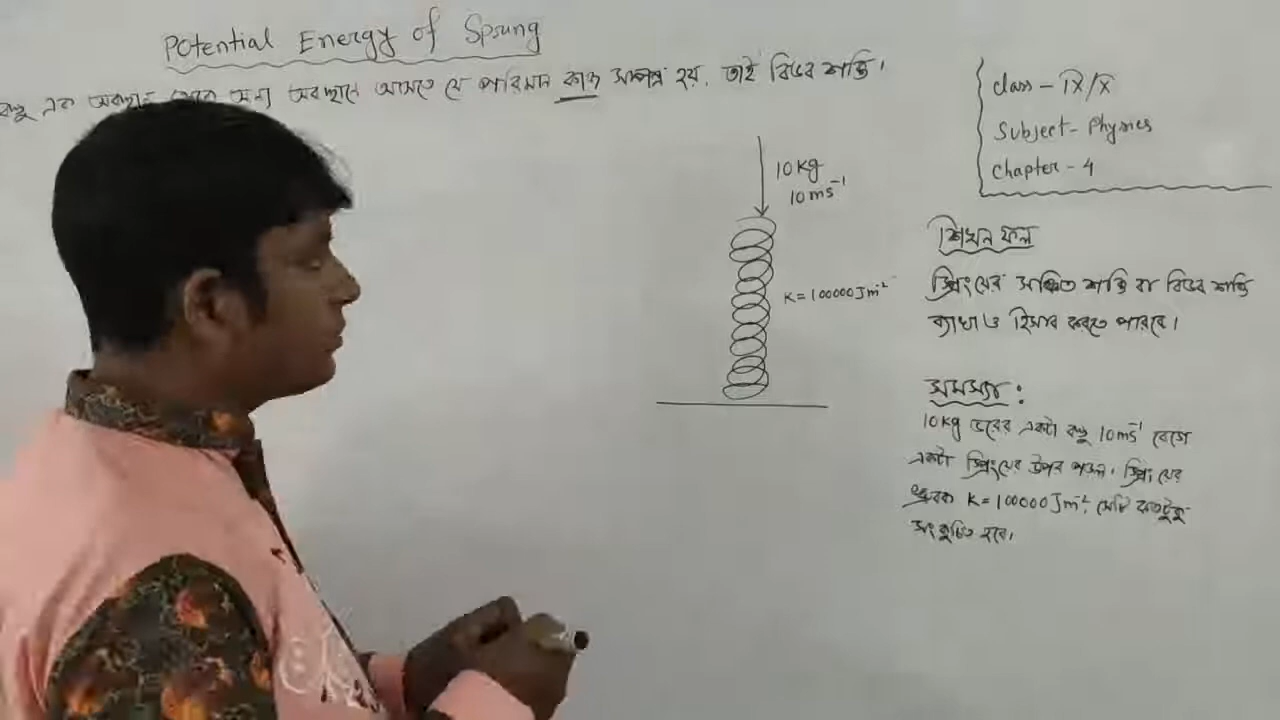 Potential Energy of Spring
বস্তু এক অবস্থান থেকে অন্য অবস্থানে আসতে যে পরিমান কাজ সম্পন্ন হয়, তাই বিভব শক্তি।
10 kg
10 ms⁻¹
K = 100000 Jm⁻²
Class - IX/X
Subject - Physics
Chapter - 4
শিখনফল
স্প্রিংয়ের সঞ্চিত শক্তি বা বিভব শক্তি
ব্যাখ্যা ও হিসাব করতে পারবে।
সমস্যা :
10 kg ভরের একটা বস্তু 10 ms⁻¹ বেগে
একটা স্প্রিংয়ের উপর পড়ল। স্প্রিংয়ের
ধ্রুবক K = 100000 Jm⁻², সেটি কতটুকু
সংকুচিত হবে।